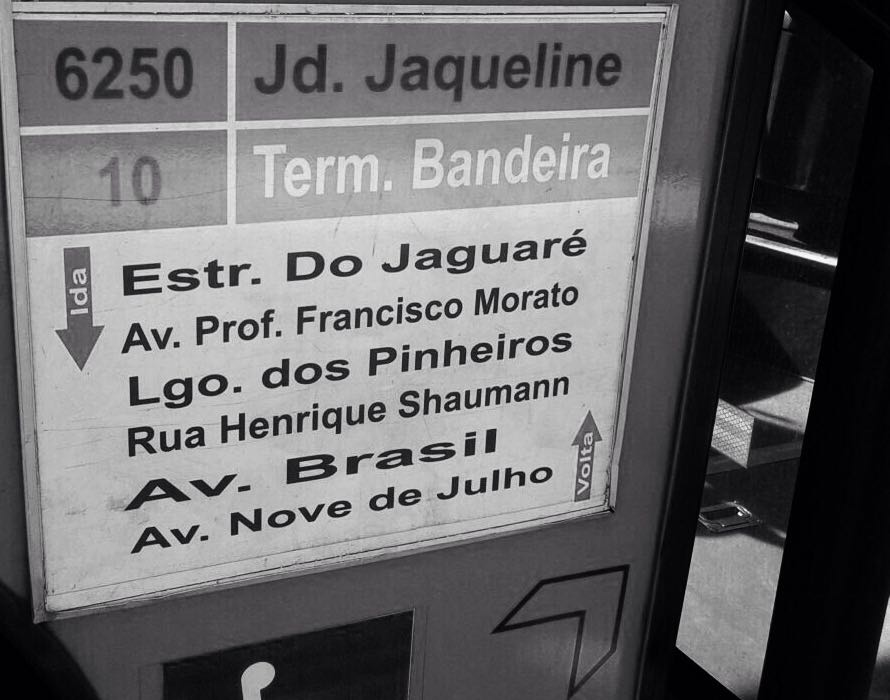 6250 Jd. Jaqueline
10 Term. Bandeira
Ida
Estr. Do Jaguaré
Av. Prof. Francisco Morato
Lgo. dos Pinheiros
Rua Henrique Shaumann
Av. Brasil
Av. Nove de Julho
Volta